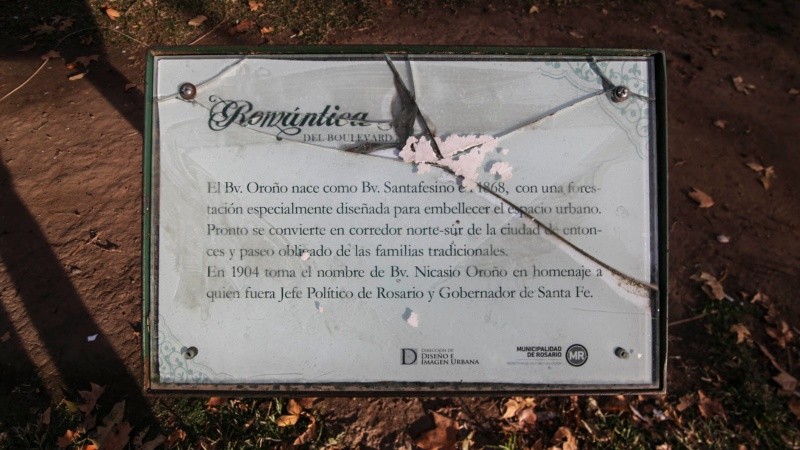 Romántica
DEL BOULEVARD
El Bv. Oroño nace como Bv. Santafesino e 1868, con una fores-
tación especialmente diseñada para embellecer el espacio urbano.
Pronto se convierte en corredor norte-sur de la ciudad de enton-
ces y paseo obligado de las familias tradicionales.
En 1904 toma el nombre de Bv. Nicasio Oroño en homenaje a
quien fuera Jefe Político de Rosario y Gobernador de Santa Fe.
D
DIRECCIÓN DE
DISEÑO E
IMAGEN URBANA
MUNICIPALIDAD
DE ROSARIO
MR